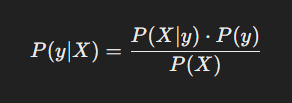 P(y|X) = P(X|y) · P(y) / P(X)